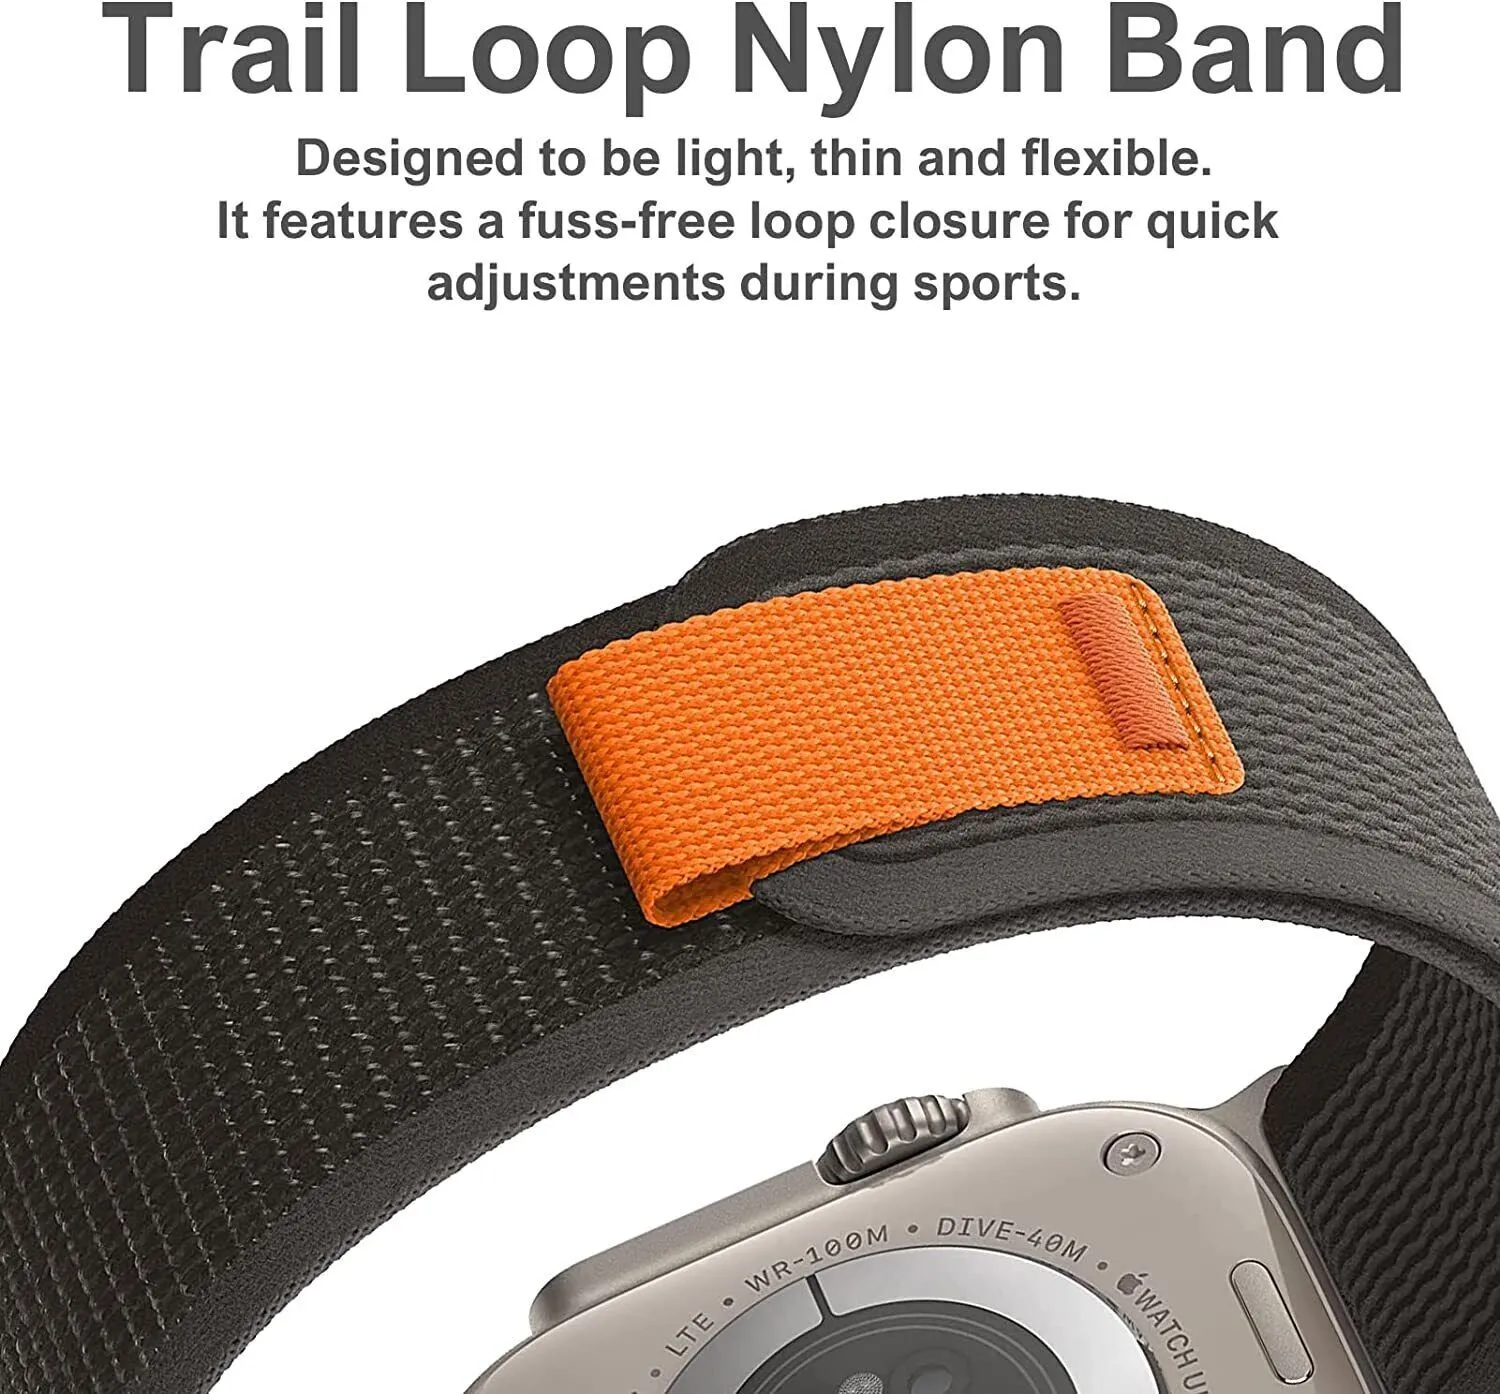 Trail Loop Nylon Band
Designed to be light, thin and flexible.
It features a fuss-free loop closure for quick
adjustments during sports.
• LTE • WR-100M • DIVE-40M • WATCH U